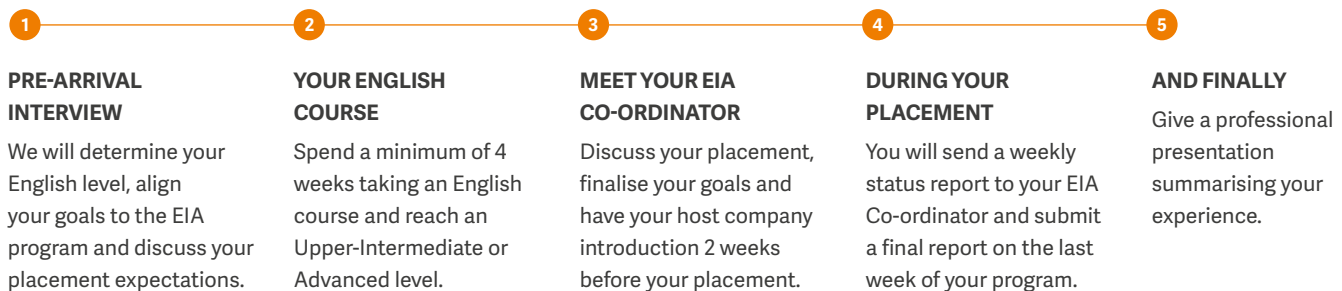 1
PRE-ARRIVAL
INTERVIEW
We will determine your
English level, align
your goals to the EIA
program and discuss your
placement expectations.
2
YOUR ENGLISH
COURSE
Spend a minimum of 4
weeks taking an English
course and reach an
Upper-Intermediate or
Advanced level.
3
MEET YOUR EIA
CO-ORDINATOR
Discuss your placement,
finalise your goals and
have your host company
introduction 2 weeks
before your placement.
4
DURING YOUR
PLACEMENT
You will send a weekly
status report to your EIA
Co-ordinator and submit
a final report on the last
week of your program.
5
AND FINALLY
Give a professional
presentation
summarising your
experience.